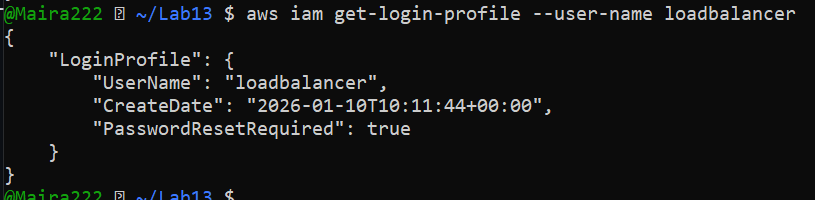 @Maira222 ~/Lab13 $ aws iam get-login-profile --user-name loadbalancer
{
    "LoginProfile": {
        "UserName": "loadbalancer",
        "CreateDate": "2026-01-10T10:11:44+00:00",
        "PasswordResetRequired": true
    }
}
@Maira222 ~/Lab13 $